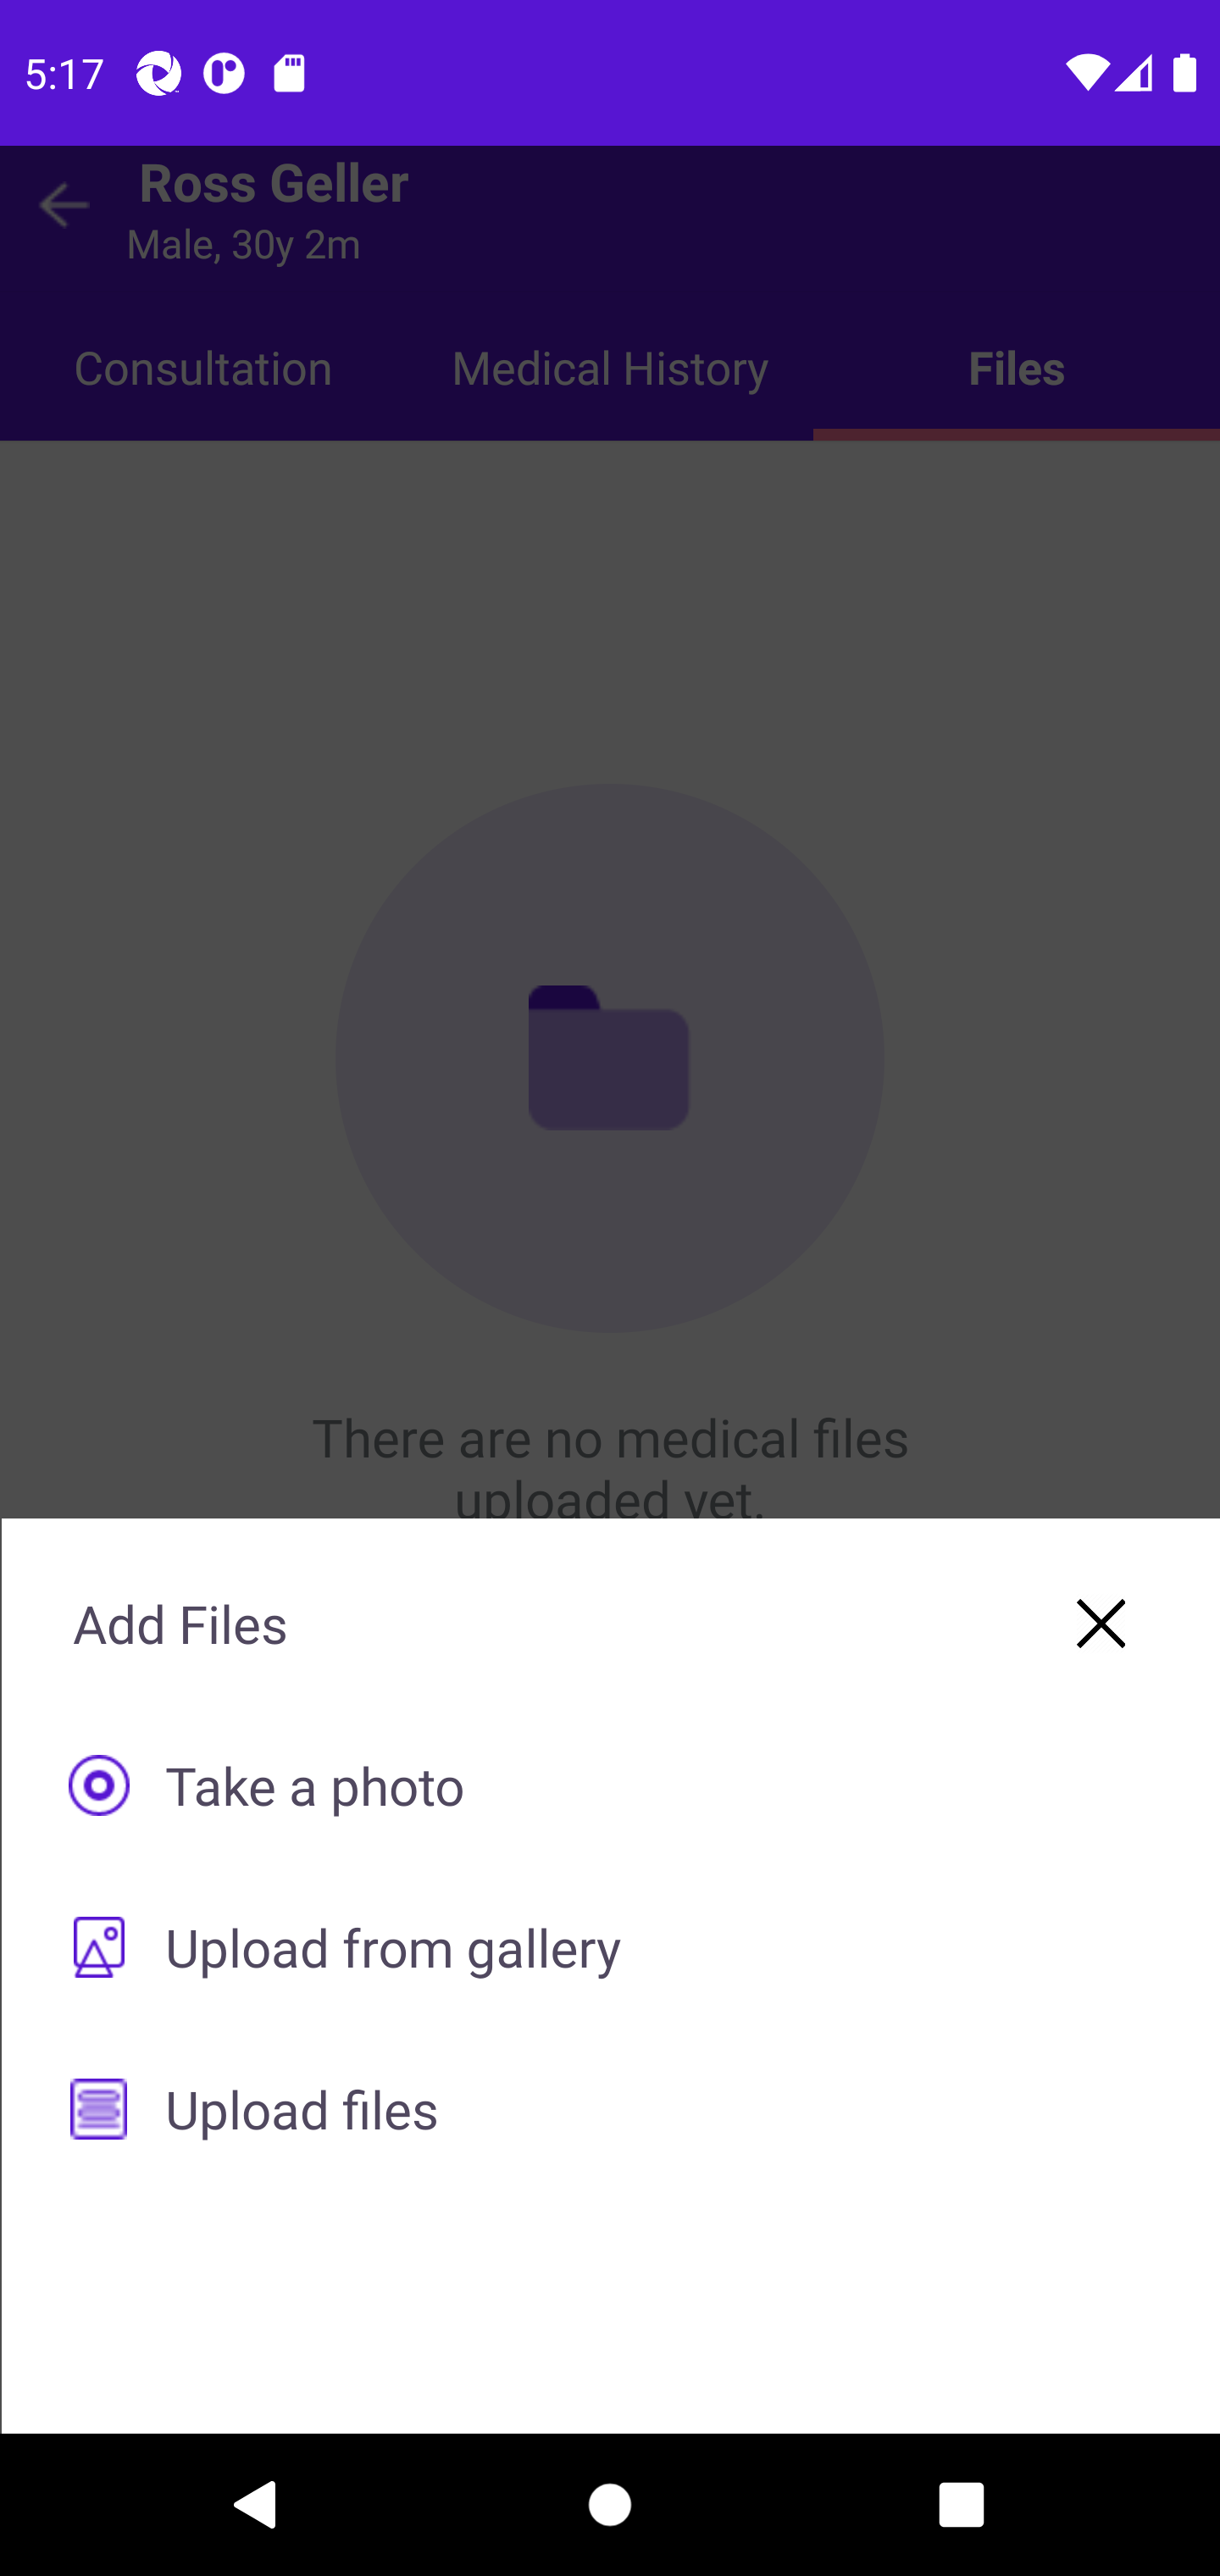 5:17
Ross Geller
Male, 30y 2m
Consultation
Medical History
Files
There are no medical files
uploaded yet.
Add Files
Take a photo
Upload from gallery
Upload files